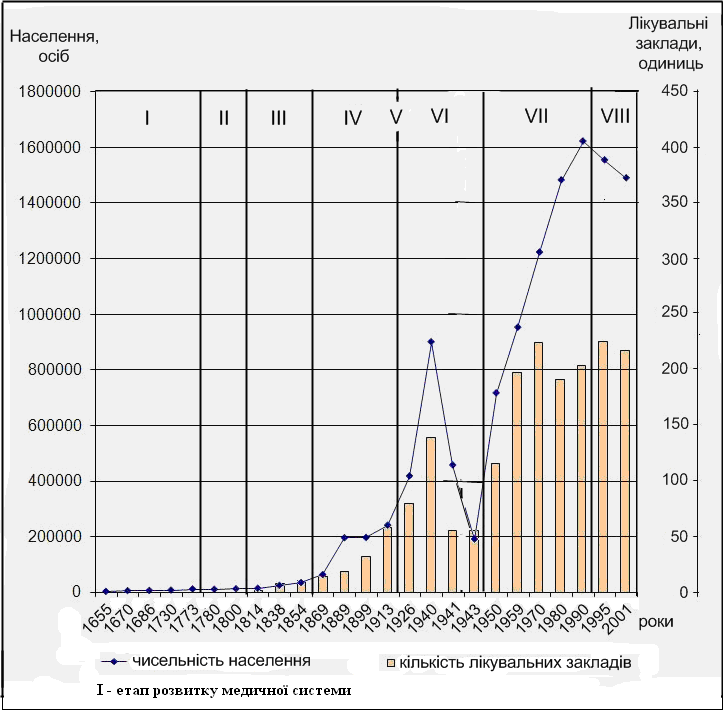 Населення,
осіб
Лікувальні
заклади,
одиниць
1800000
1600000
1400000
1200000
1000000
800000
600000
400000
200000
0
I II III IV V VI VII VIII
450
400
350
300
250
200
150
100
50
0
1655 1670 1686 1730 1773 1780 1800 1814 1838 1854 1869 1889 1899 1913 1926 1940 1941 1943 1950 1959 1970 1980 1990 1995 2001 роки
чисельність населення кількість лікувальних закладів
I - етап розвитку медичної системи